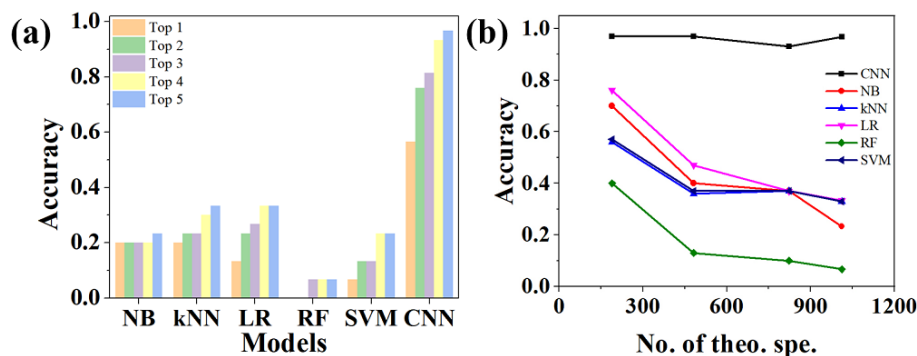 (a)
Accuracy
1.0
0.8
0.6
0.4
0.2
0.0
Top 1
Top 2
Top 3
Top 4
Top 5
NB kNN LR RF SVM CNN
Models
(b)
Accuracy
1.0
0.8
0.6
0.4
0.2
0.0
CNN
NB
kNN
LR
RF
SVM
0 300 600 900 1200
No. of theo. spe.